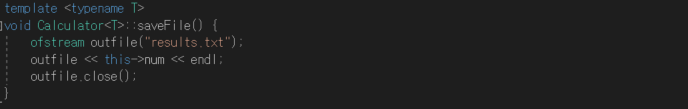 template <typename T>
void Calculator<T>::saveFile() {
ofstream outfile("results.txt");
outfile << this->num << endl;
outfile.close();
}